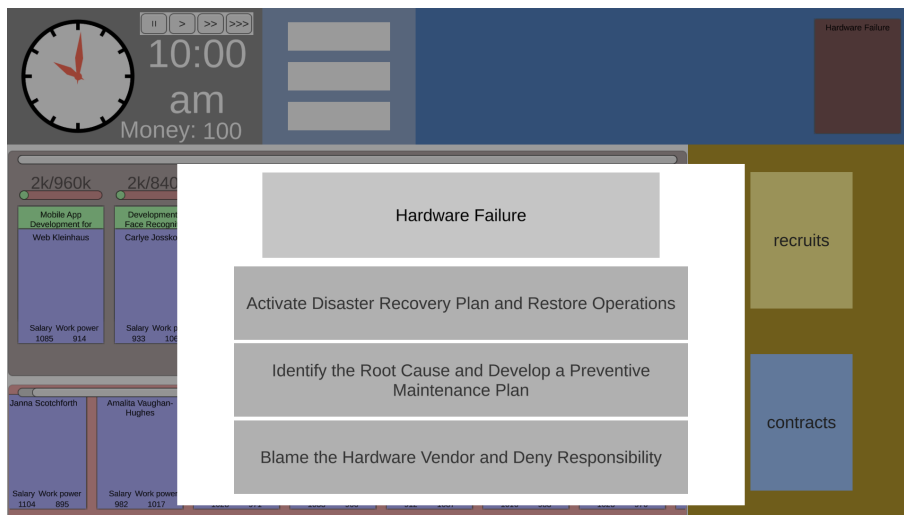 II > >> >>>
10:00
am
Money: 100
Hardware Failure
2k/960k
2k/840
Mobile App
Development for
Web Kleinhaus
Salary Work power
1085 914
Development
Face Recogni
Carlye Jossko
Salary Work p
933 106
Hardware Failure
Activate Disaster Recovery Plan and Restore Operations
Identify the Root Cause and Develop a Preventive
Maintenance Plan
Blame the Hardware Vendor and Deny Responsibility
recruits
contracts
Janna Scotchforth
Salary Work power
1104 895
Amalita Vaughan-
Hughes
Salary Work power
982 1017